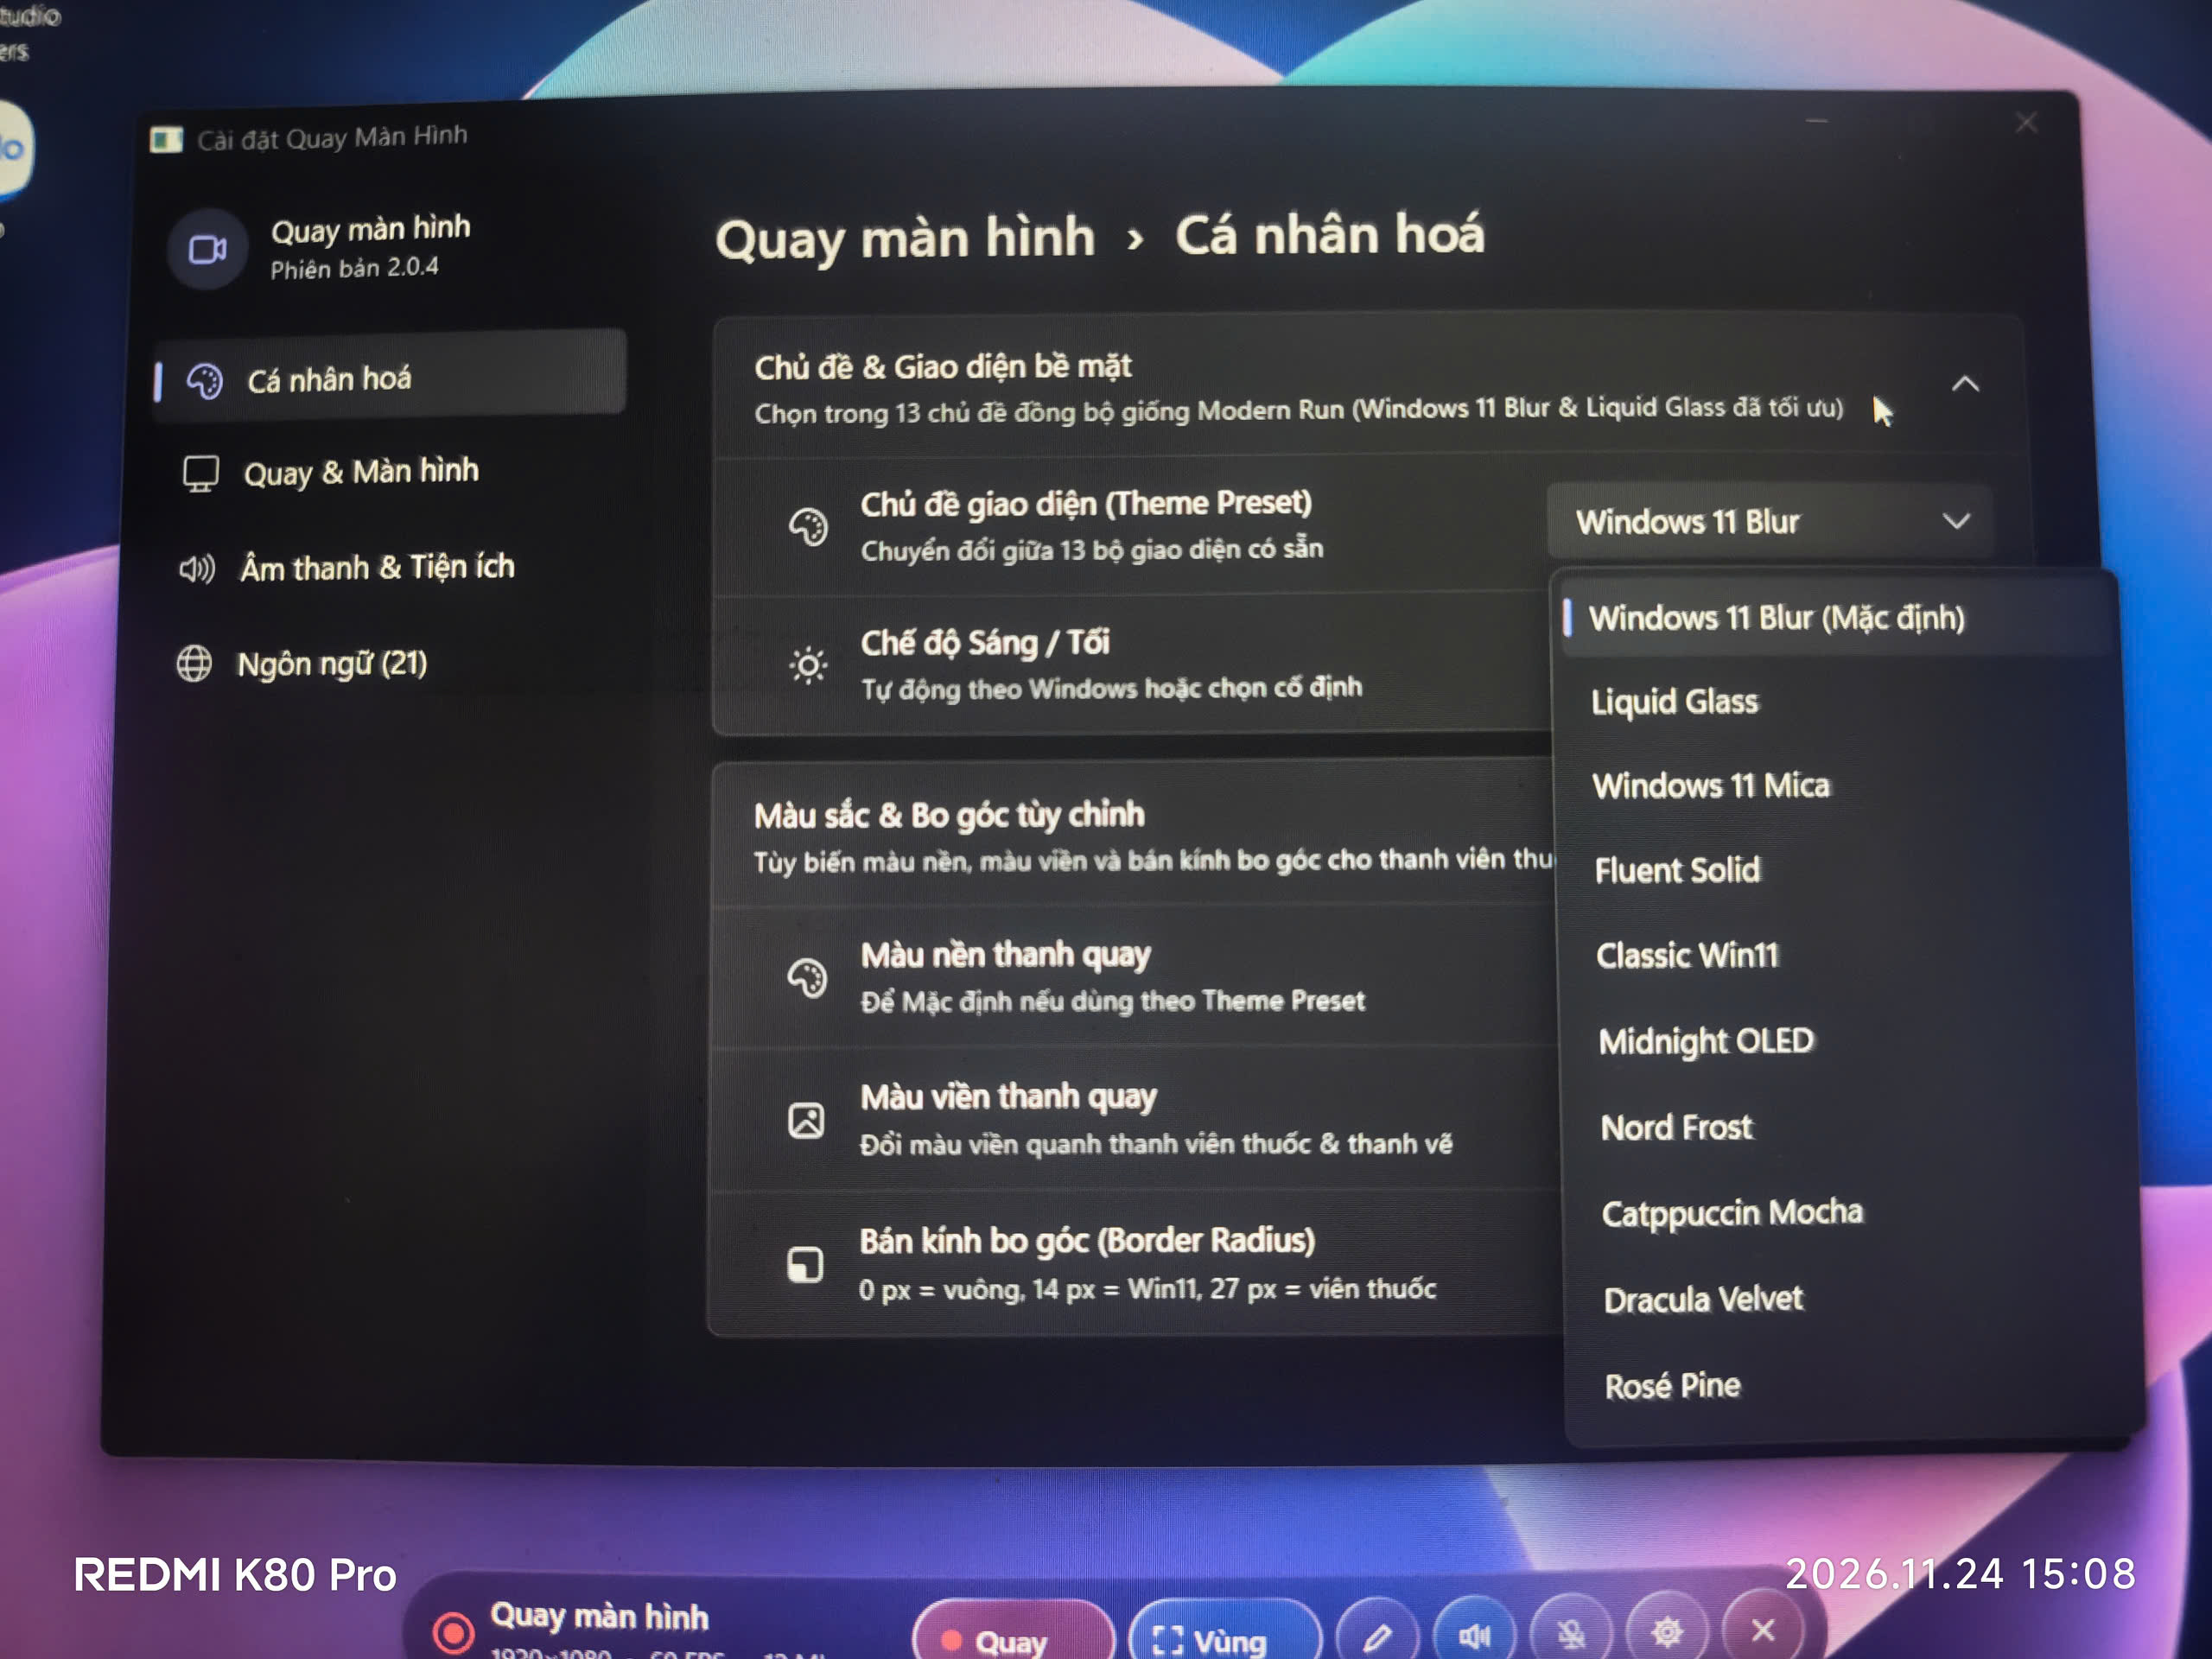 Cài đặt Quay Màn Hình
Quay màn hình
Phiên bản 2.0.4
Cá nhân hoá
Quay & Màn hình
Âm thanh & Tiện ích
Ngôn ngữ (21)
Quay màn hình › Cá nhân hoá
Chủ đề & Giao diện bề mặt
Chọn trong 13 chủ đề đồng bộ giống Modern Run (Windows 11 Blur & Liquid Glass đã tối ưu)
Chủ đề giao diện (Theme Preset)
Chuyển đổi giữa 13 bộ giao diện có sẵn
Windows 11 Blur
Chế độ Sáng / Tối
Tự động theo Windows hoặc chọn cố định
Màu sắc & Bo góc tùy chỉnh
Tùy biến màu nền, màu viền và bán kính bo góc cho thanh viên
Màu nền thanh quay
Để Mặc định nếu dùng theo Theme Preset
Màu viền thanh quay
Đổi màu viền quanh thanh viên thuốc & thanh vẽ
Bán kính bo góc (Border Radius)
0 px = vuông, 14 px = Win11, 27 px = viên thuốc
Windows 11 Blur (Mặc định)
Liquid Glass
Windows 11 Mica
Fluent Solid
Classic Win11
Midnight OLED
Nord Frost
Catppuccin Mocha
Dracula Velvet
Rosé Pine
REDMI K80 Pro
2026.11.24 15:08
Quay màn hình
Quay
Vùng